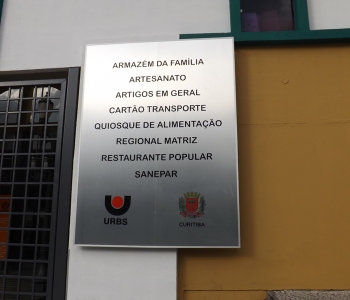 ARMAZÉM DA FAMÍLIA
ARTESANATO
ARTIGOS EM GERAL
CARTÃO TRANSPORTE
QUIOSQUE DE ALIMENTAÇÃO
REGIONAL MATRIZ
RESTAURANTE POPULAR
SANEPAR
URBS
CURITIBA